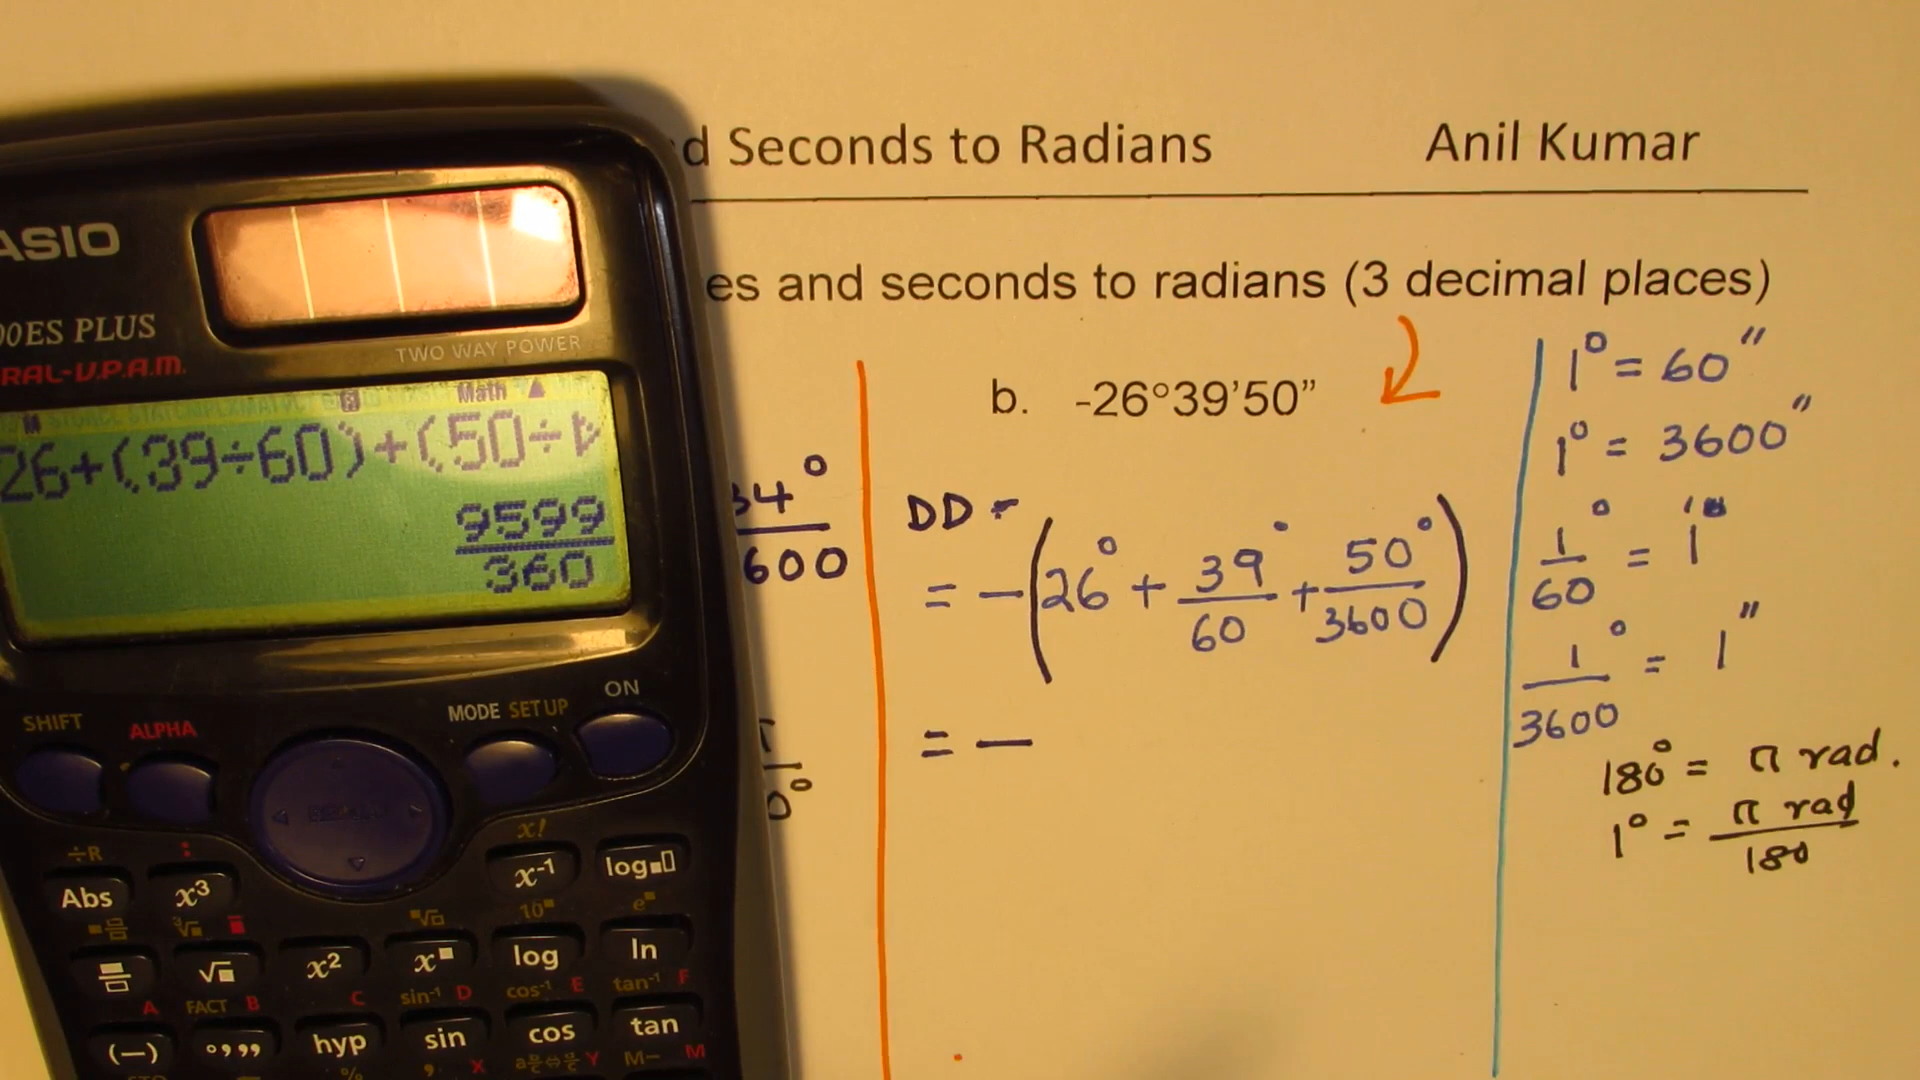 d Seconds to Radians Anil Kumar
es and seconds to radians (3 decimal places)
b. -26°39'50"
34°
600
DD -
= -(26° + 39°/60 + 50°/3600)
= —
0°
1° = 60"
1° = 3600"
1/60° = 1'
1/3600° = 1"
180° = π rad.
1° = π rad/180
ASIO
00ES PLUS
RAL-V.P.A.M.
TWO WAY POWER
Math ▲
26+(39÷60)+(50÷
9599/360
SHIFT ALPHA MODE SETUP ON
x!
÷R :
Abs x³ x⁻¹ log
10■ e■
x² x■ log ln
A FACT B C sin⁻¹ D cos⁻¹ E tan⁻¹ F
(−) °,,, hyp sin cos tan
% , X Y M− M